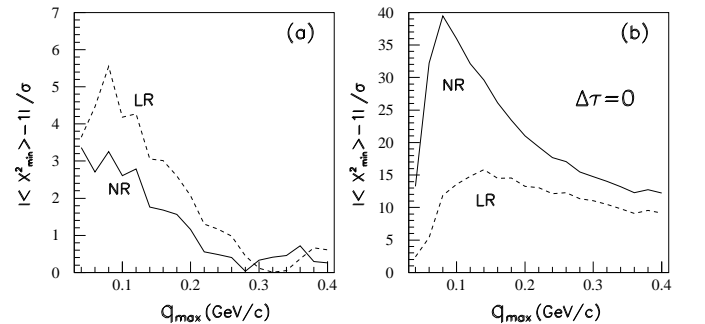 (a)
7
6
5
4
3
2
1
0
LR
NR
0.1 0.2 0.3 0.4
q_max (GeV/c)
|< χ²_min > − 1| / σ
(b)
40
35
30
25
20
15
10
5
0
NR
Δτ=0
LR
0.1 0.2 0.3 0.4
q_max (GeV/c)
|< χ²_min > − 1| / σ